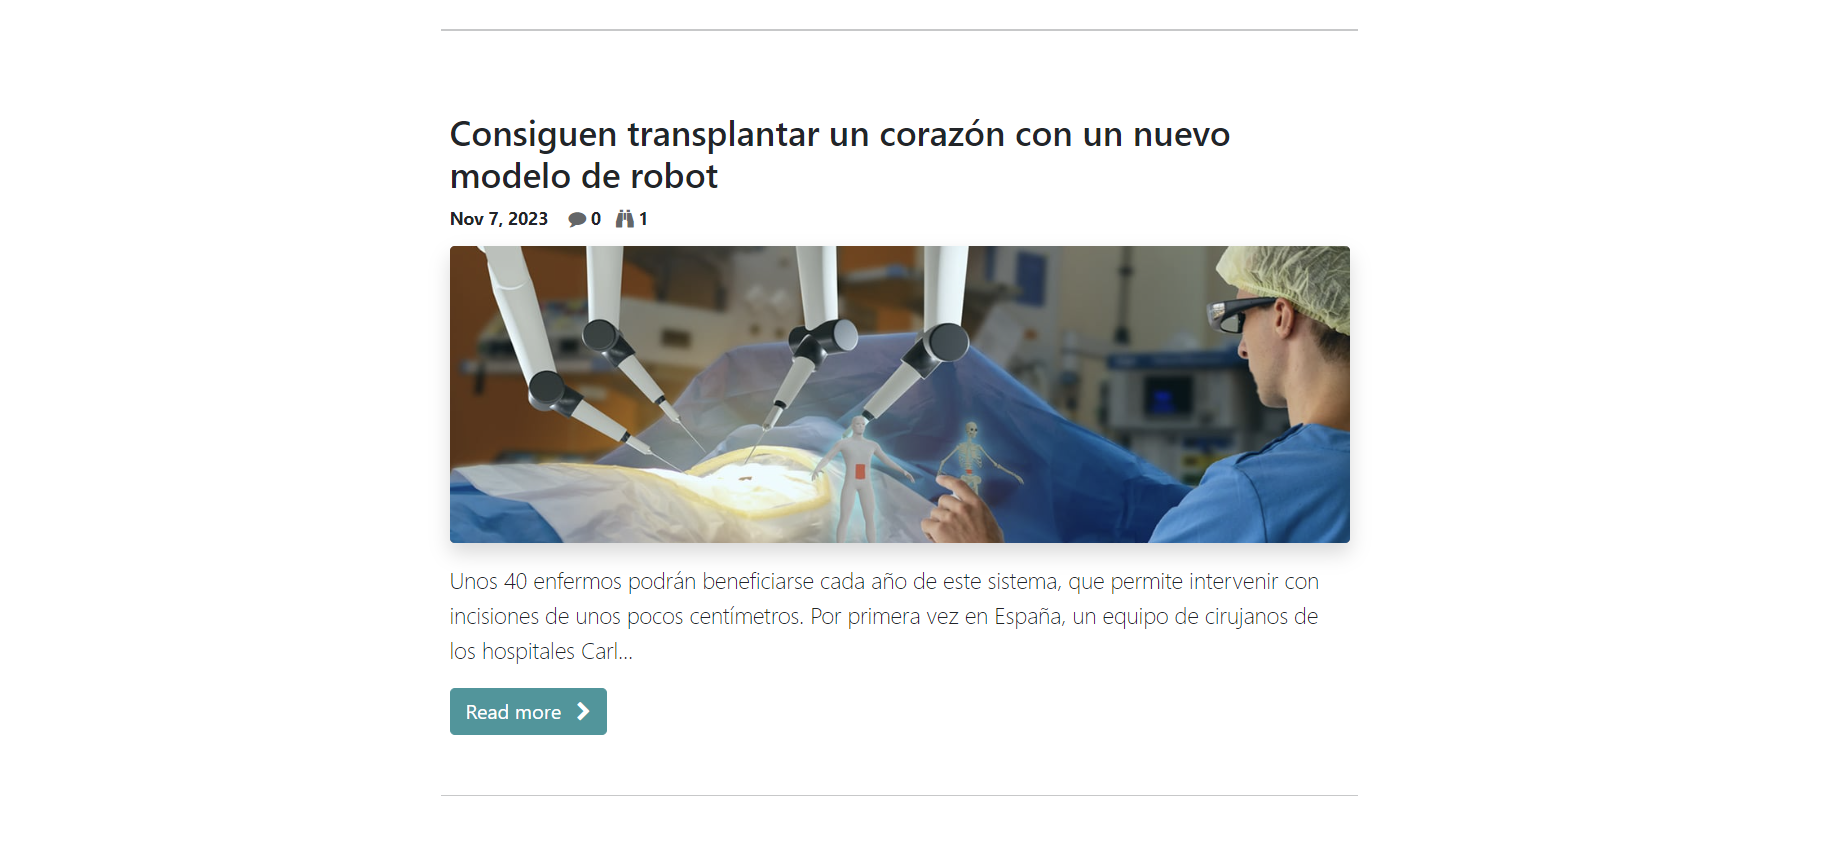 Consiguen transplantar un corazón con un nuevo
modelo de robot
Nov 7, 2023 0 1
Unos 40 enfermos podrán beneficiarse cada año de este sistema, que permite intervenir con
incisiones de unos pocos centímetros. Por primera vez en España, un equipo de cirujanos de
los hospitales Carl...
Read more